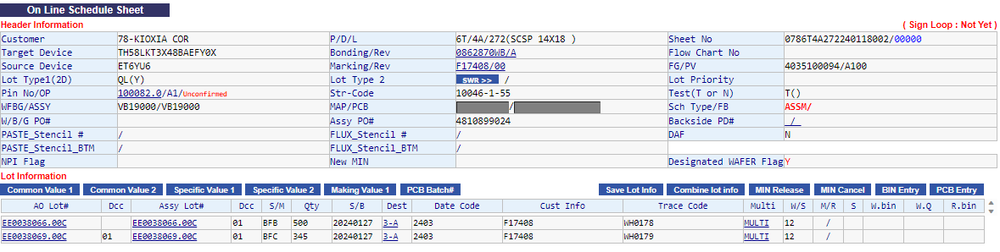 On Line Schedule Sheet
Header Information ( Sign Loop : Not Yet )
Customer 78-KIOXIA COR P/D/L 6T/4A/272(SCSP 14X18 ) Sheet No 0786T4A272240118002/00000
Target Device TH58LKT3X48BAEFY0X Bonding/Rev 0862870WB/A Flow Chart No
Source Device ET6YU6 Marking/Rev F17408/00 FG/PV 4035100094/A100
Lot Type1(2D) QL(Y) Lot Type 2 SWR >> / Lot Priority
Pin No/OP 100082.0/A1/Unconfirmed Str-Code 10046-1-55 Test(T or N) T()
WFBG/ASSY VB19000/VB19000 MAP/PCB / Sch Type/FB ASSM/
W/B/G PO# Assy PO# 4810899024 Backside PD# /
PASTE_Stencil # / FLUX_Stencil # / DAF N
PASTE_Stencil_BTM / FLUX_Stencil_BTM /
NPI Flag New MIN Designated WAFER Flag Y
Lot Information
Common Value 1 Common Value 2 Specific Value 1 Specific Value 2 Making Value 1 PCB Batch# Save Lot Info Combine lot info MIN Release MIN Cancel BIN Entry PCB Entry
AO Lot# Dcc Assy Lot# Dcc S/M Qty S/B Dest Date Code Cust Info Trace Code Multi W/S M/R S W.bin W.Q R.bin
EE0038066.00C EE0038066.00C 01 BFB 500 20240127 3-A 2403 F17408 WH0178 MULTI 12 /
EE0038069.00C 01 EE0038069.00C 01 BFC 345 20240127 3-A 2403 F17408 WH0179 MULTI 12 /